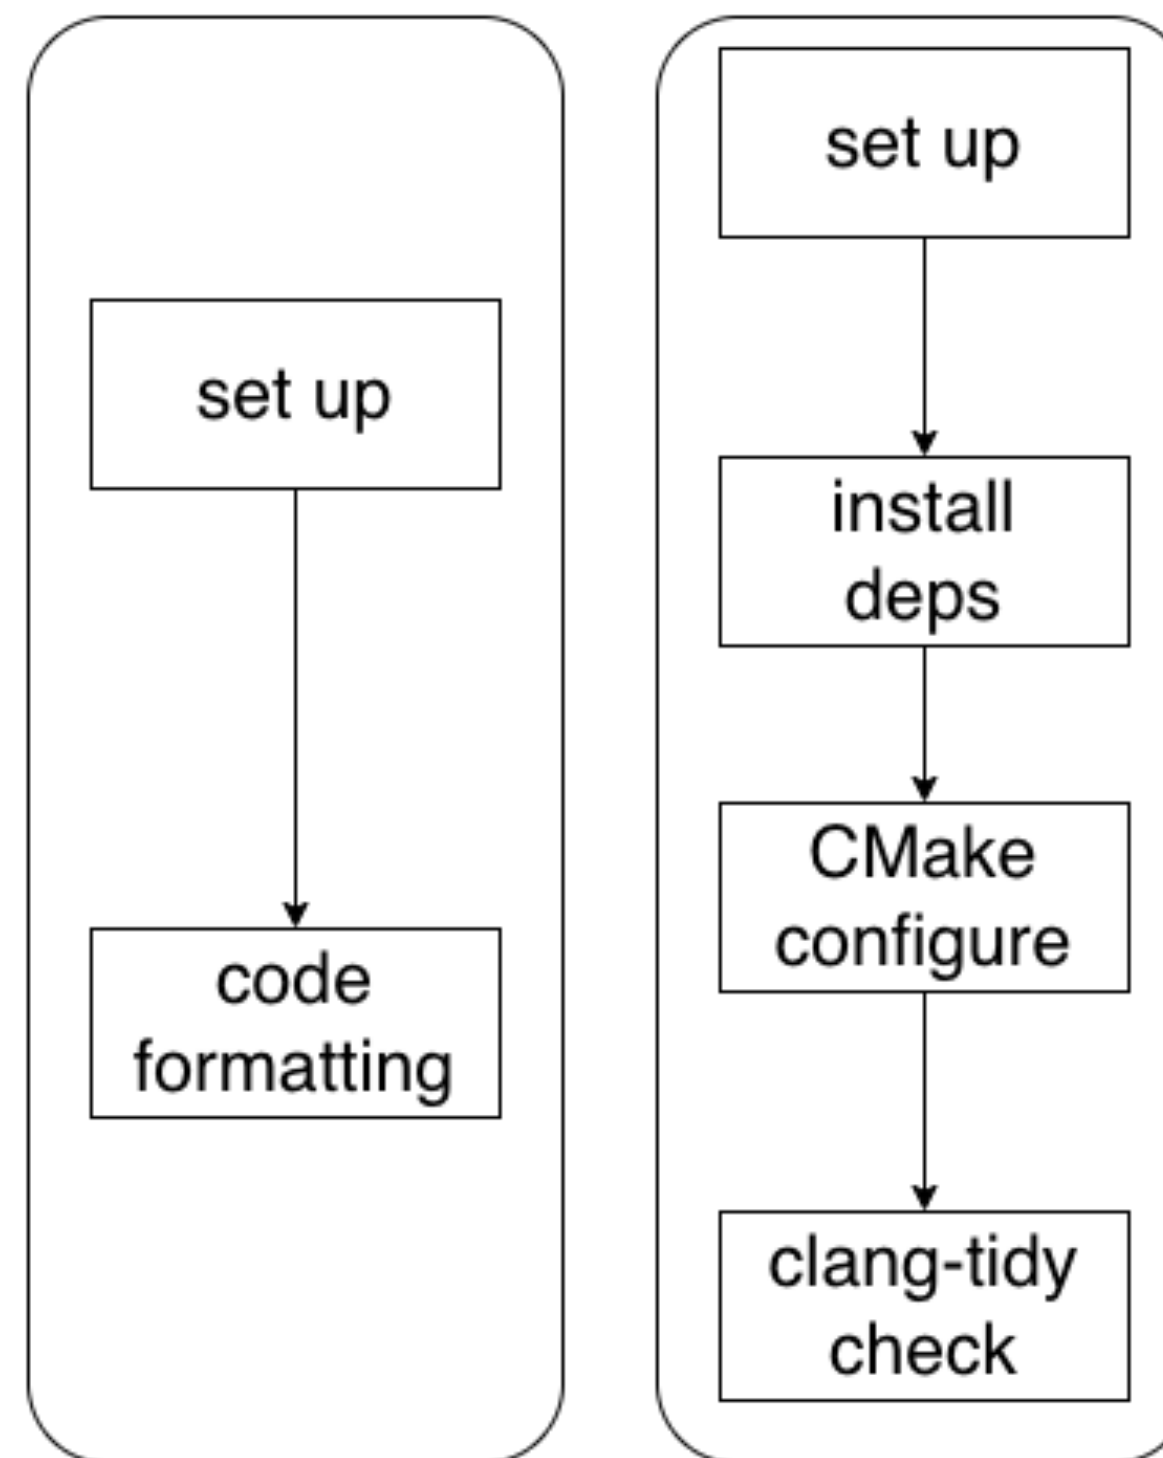 set up
code
formatting
set up
install
deps
CMake
configure
clang-tidy
check